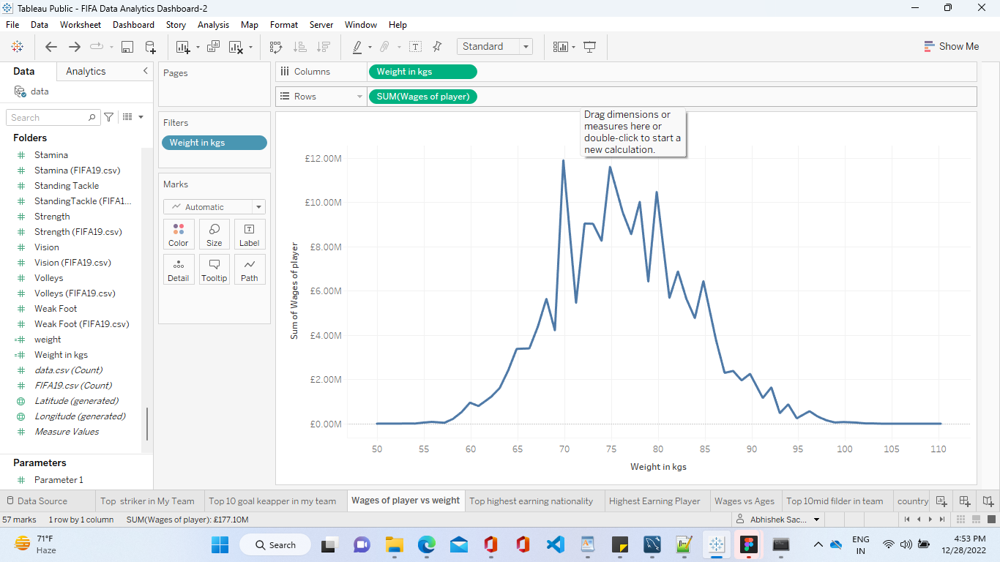 Tableau Public - FIFA Data Analytics Dashboard-2
File Data Worksheet Dashboard Story Analysis Map Format Server Window Help
Standard
Show Me
Data Analytics
data
Search
Folders
Stamina
Stamina (FIFA19.csv)
Standing Tackle
StandingTackle (FIFA1...
Strength
Strength (FIFA19.csv)
Vision
Vision (FIFA19.csv)
Volleys
Volleys (FIFA19.csv)
Weak Foot
Weak Foot (FIFA19.csv)
weight
Weight in kgs
data.csv (Count)
FIFA19.csv (Count)
Latitude (generated)
Longitude (generated)
Measure Values
Parameters
Parameter 1
Pages
Filters
Weight in kgs
Marks
Automatic
Color Size Label
Detail Tooltip Path
Columns Weight in kgs
Rows SUM(Wages of player)
Drag dimensions or
measures here or
double-click to start a
new calculation.
Sum of Wages of player
£12.00M
£10.00M
£8.00M
£6.00M
£4.00M
£2.00M
£0.00M
50 55 60 65 70 75 80 85 90 95 100 105 110
Weight in kgs
Data Source Top striker in My Team Top 10 goal keapper in my team Wages of player vs weight Top highest earning nationality Highest Earning Player Wages vs Ages Top 10mid filder in team country
57 marks 1 row by 1 column SUM(Wages of player): £177.10M Abhishek Sac...
71°F
Haze
Search
ENG
IN
4:53 PM
12/28/2022